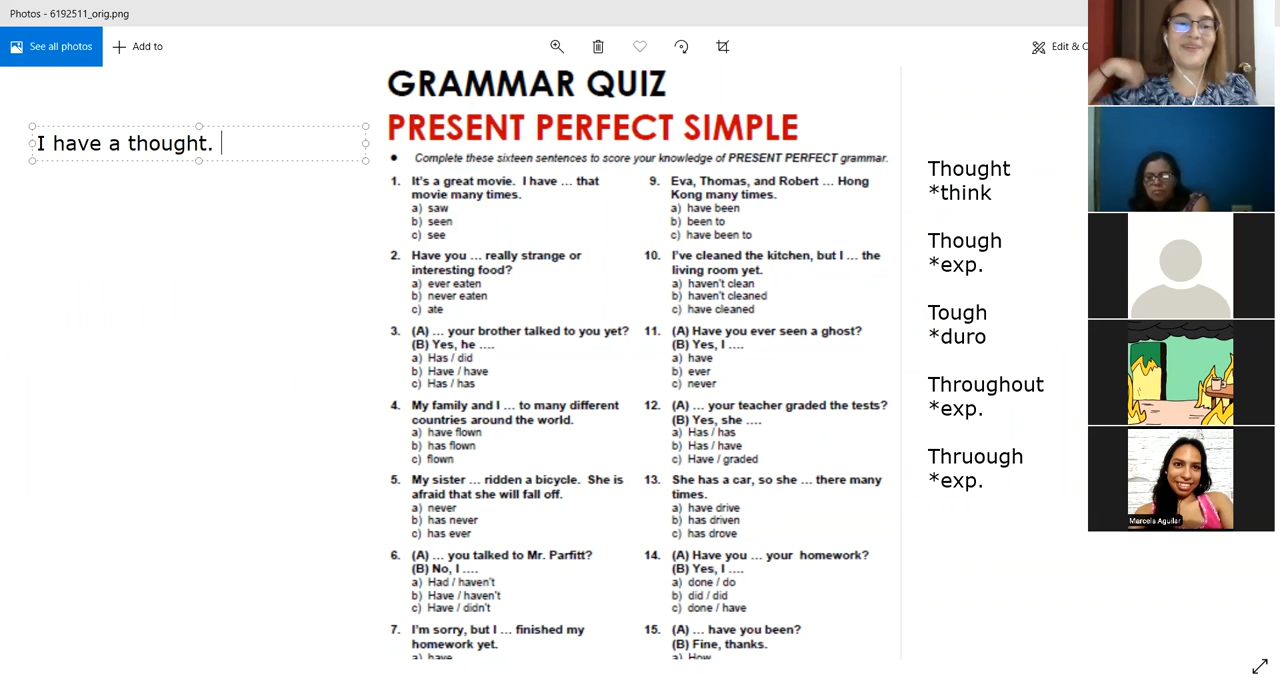 Photos - 6192511_orig.png
See all photos
Add to
Edit & C
I have a thought.
GRAMMAR QUIZ
PRESENT PERFECT SIMPLE
• Complete these sixteen sentences to score your knowledge of PRESENT PERFECT grammar.
1. It's a great movie. I have … that
movie many times.
a) saw
b) seen
c) see
2. Have you … really strange or
interesting food?
a) ever eaten
b) never eaten
c) ate
3. (A) … your brother talked to you yet?
(B) Yes, he ….
a) Has / did
b) Have / have
c) Has / has
4. My family and I … to many different
countries around the world.
a) have flown
b) has flown
c) flown
5. My sister … ridden a bicycle. She is
afraid that she will fall off.
a) never
b) has never
c) has ever
6. (A) … you talked to Mr. Parfitt?
(B) No, I ….
a) Had / haven't
b) Have / haven't
c) Have / didn't
7. I'm sorry, but I … finished my
homework yet.
a) have
9. Eva, Thomas, and Robert … Hong
Kong many times.
a) have been
b) been to
c) have been to
10. I've cleaned the kitchen, but I … the
living room yet.
a) haven't clean
b) haven't cleaned
c) have cleaned
11. (A) Have you ever seen a ghost?
(B) Yes, I ….
a) have
b) ever
c) never
12. (A) … your teacher graded the tests?
(B) Yes, she ….
a) Has / has
b) Has / have
c) Have / graded
13. She has a car, so she … there many
times.
a) have drive
b) has driven
c) has drove
14. (A) Have you … your homework?
(B) Yes, I ….
a) done / do
b) did / did
c) done / have
15. (A) … have you been?
(B) Fine, thanks.
a) How
Thought
*think
Though
*exp.
Tough
*duro
Throughout
*exp.
Thruough
*exp.
Marcela Aguilar